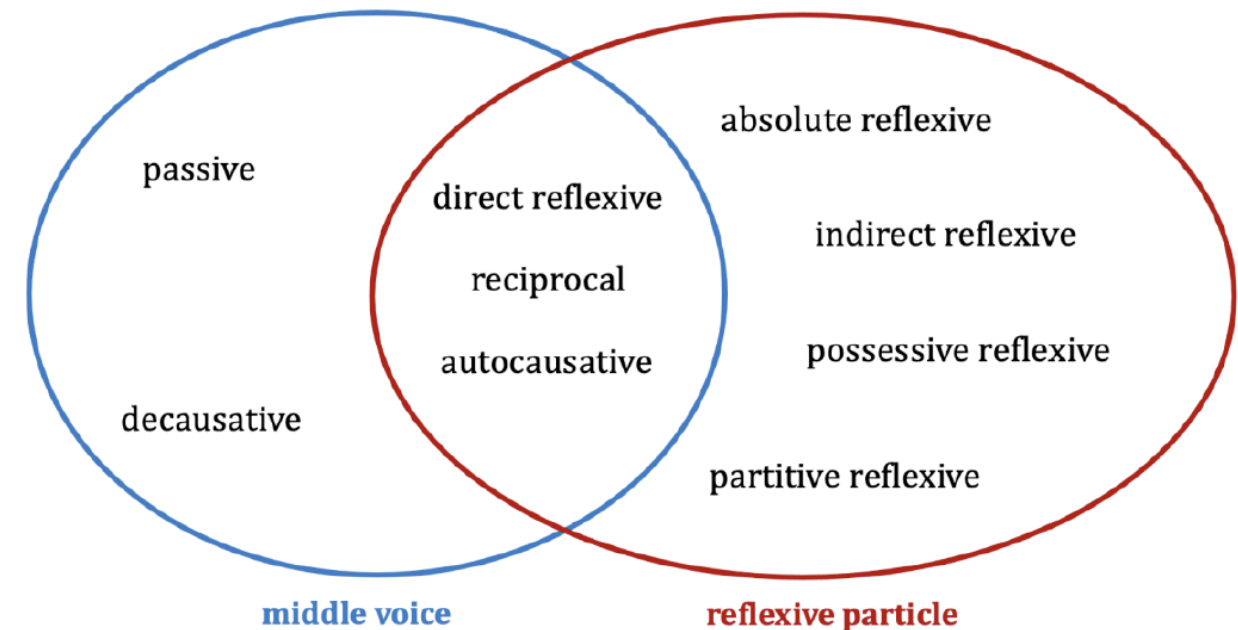 passive
decausative
direct reflexive
reciprocal
autocausative
absolute reflexive
indirect reflexive
possessive reflexive
partitive reflexive
middle voice
reflexive particle